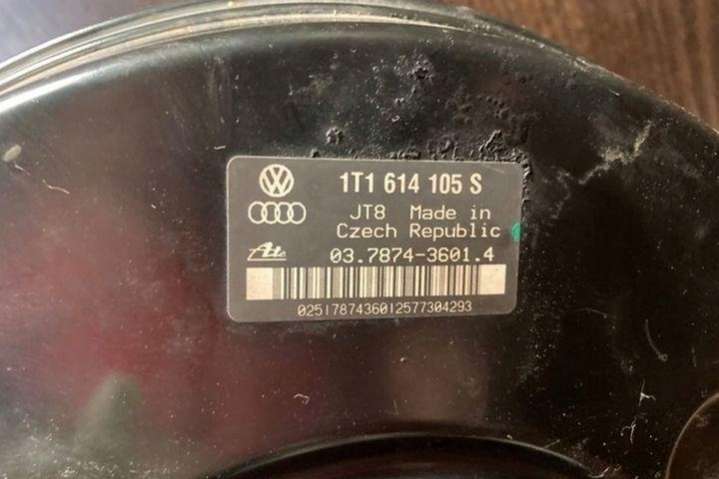 1T1 614 105 S
JT8 Made in
Czech Republic
Ate
03.7874-3601.4
0251787436012577304293